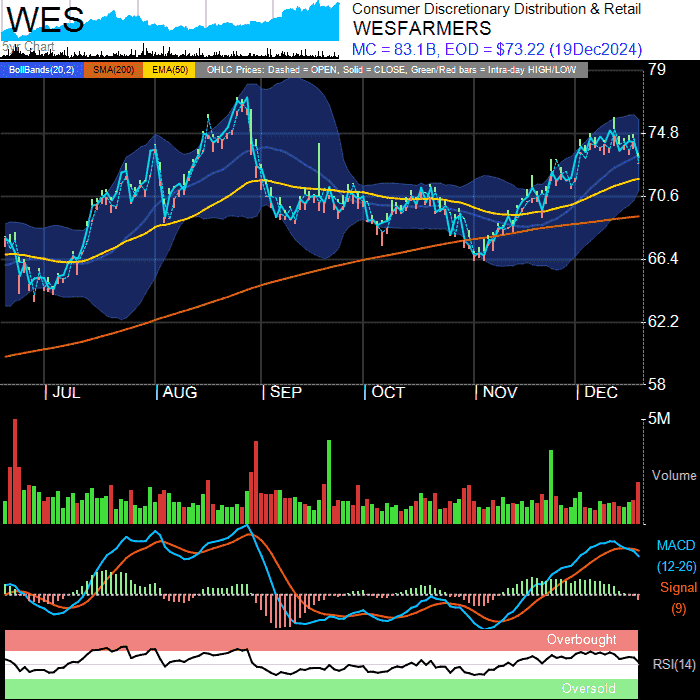 WES
5yr Chart
Consumer Discretionary Distribution & Retail
WESFARMERS
MC = 83.1B, EOD = $73.22 (19Dec2024)
BollBands(20,2) SMA(200) EMA(50) OHLC Prices: Dashed = OPEN, Solid = CLOSE, Green/Red bars = Intra-day HIGH/LOW
79
74.8
70.6
66.4
62.2
58
| JUL | AUG | SEP | OCT | NOV | DEC
5M
Volume
MACD
(12-26)
Signal
(9)
Overbought
RSI(14)
Oversold